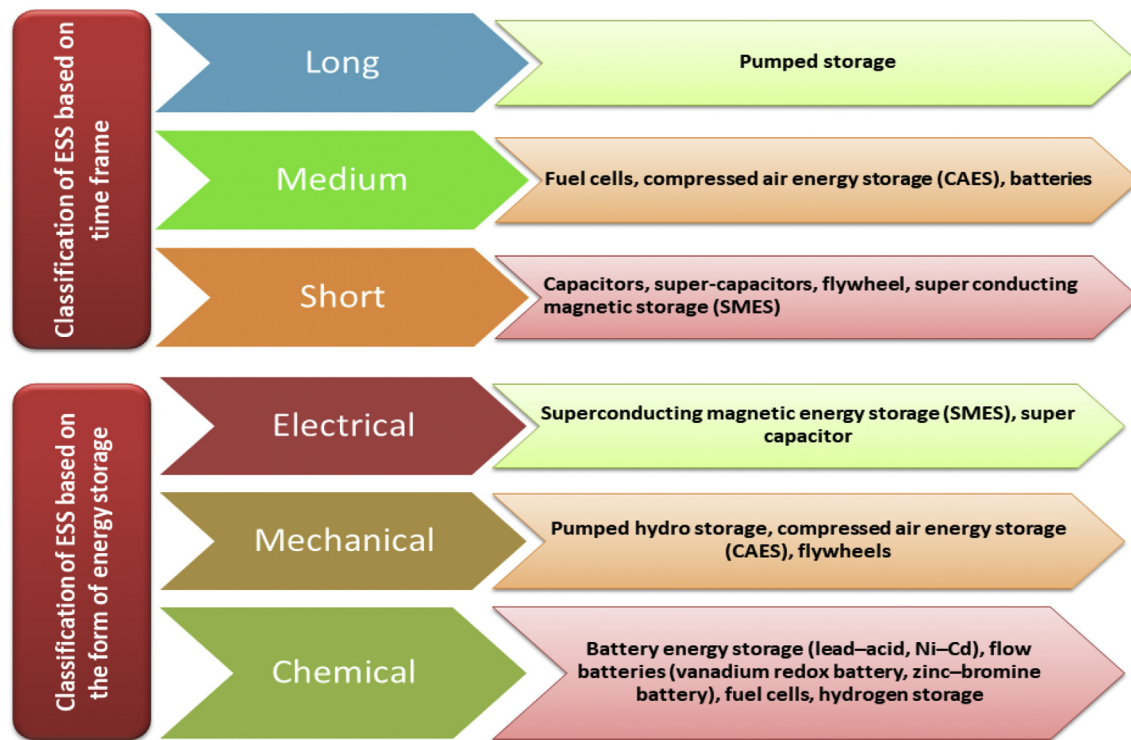 Classification of ESS based on
time frame
Long
Pumped storage
Medium
Fuel cells, compressed air energy storage (CAES), batteries
Short
Capacitors, super-capacitors, flywheel, super conducting
magnetic storage (SMES)
Classification of ESS based on
the form of energy storage
Electrical
Superconducting magnetic energy storage (SMES), super
capacitor
Mechanical
Pumped hydro storage, compressed air energy storage
(CAES), flywheels
Chemical
Battery energy storage (lead–acid, Ni–Cd), flow
batteries (vanadium redox battery, zinc–bromine
battery), fuel cells, hydrogen storage